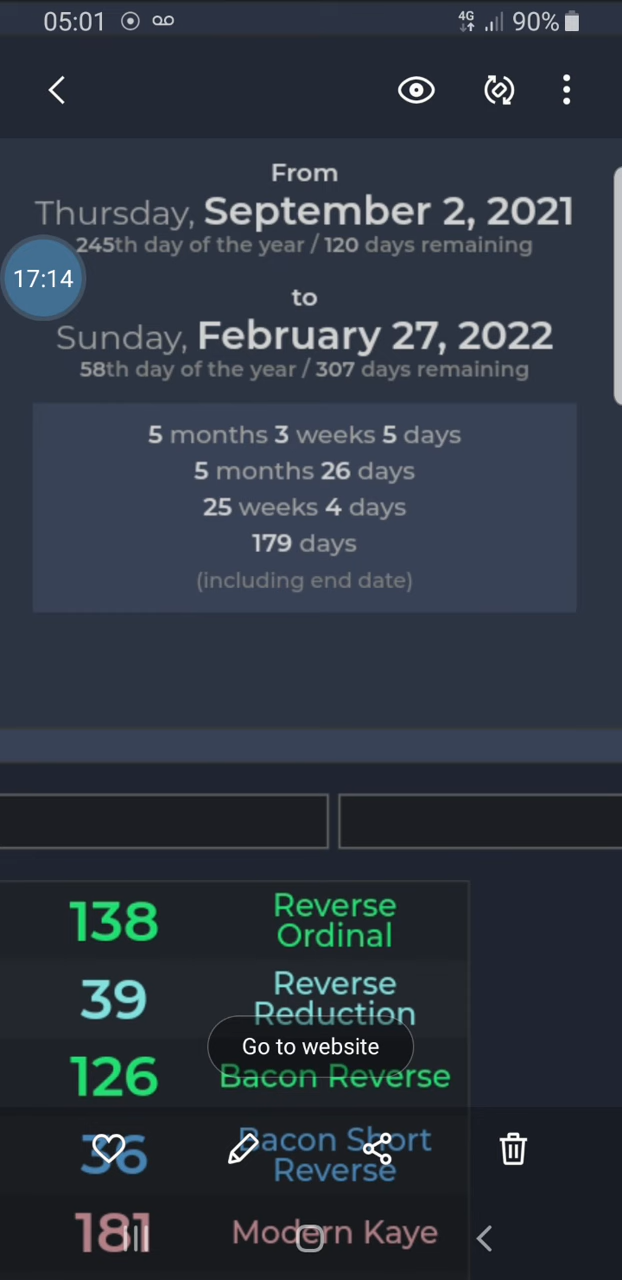 05:01 4G 90%
From
Thursday, September 2, 2021
245th day of the year / 120 days remaining
17:14
to
Sunday, February 27, 2022
58th day of the year / 307 days remaining
5 months 3 weeks 5 days
5 months 26 days
25 weeks 4 days
179 days
(including end date)
138 Reverse
Ordinal
39 Reverse
Reduction
Go to website
126 Bacon Reverse
36 Bacon Short
Reverse
181 Modern Kaye